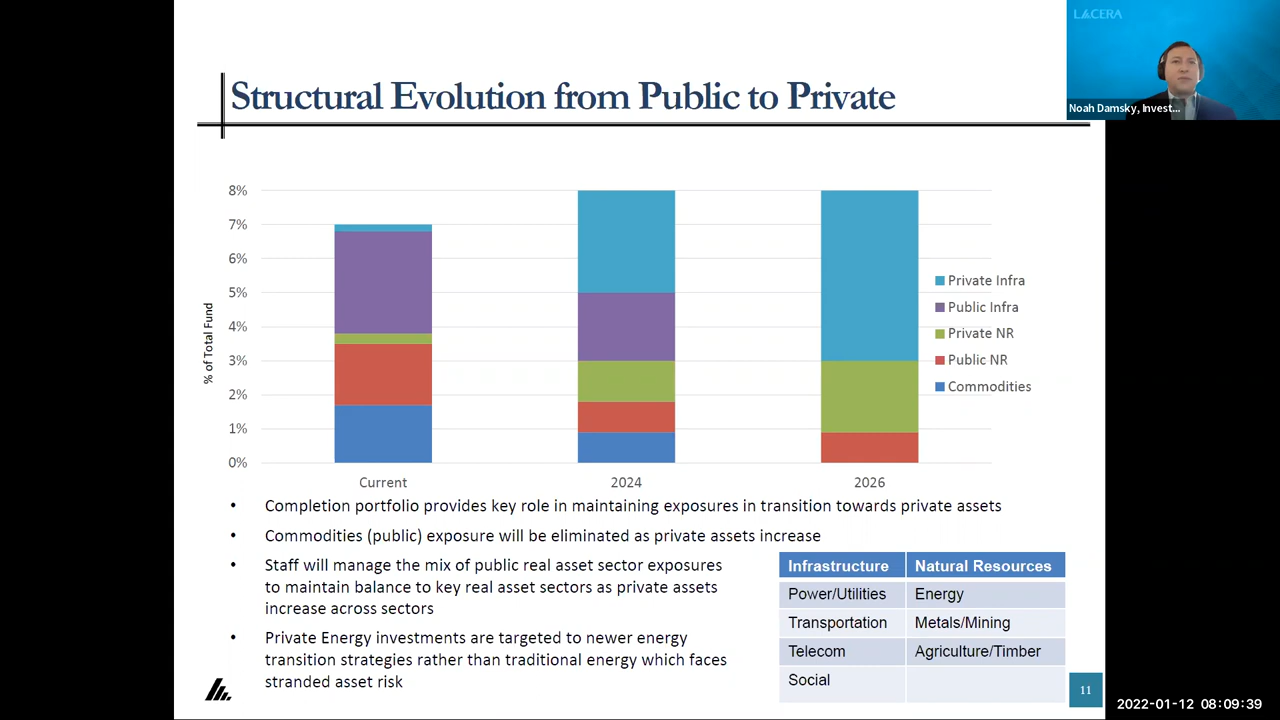 LACERA
Noah Damsky, Invest...
Structural Evolution from Public to Private
% of Total Fund
8%
7%
6%
5%
4%
3%
2%
1%
0%
Current
2024
2026
Private Infra
Public Infra
Private NR
Public NR
Commodities
• Completion portfolio provides key role in maintaining exposures in transition towards private assets
• Commodities (public) exposure will be eliminated as private assets increase
• Staff will manage the mix of public real asset sector exposures
to maintain balance to key real asset sectors as private assets
increase across sectors
• Private Energy investments are targeted to newer energy
transition strategies rather than traditional energy which faces
stranded asset risk
Infrastructure Natural Resources
Power/Utilities Energy
Transportation Metals/Mining
Telecom Agriculture/Timber
Social
11
2022-01-12 08:09:39